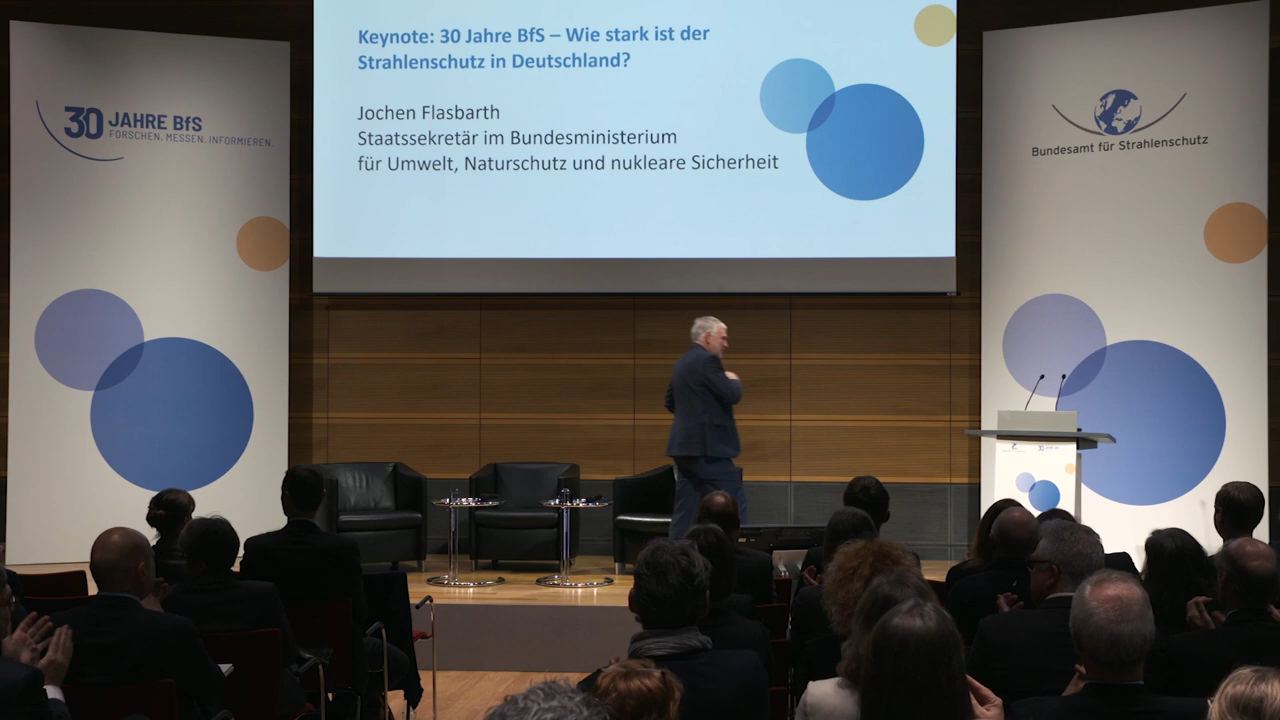 Keynote: 30 Jahre BfS – Wie stark ist der
Strahlenschutz in Deutschland?
Jochen Flasbarth
Staatssekretär im Bundesministerium
für Umwelt, Naturschutz und nukleare Sicherheit
30 JAHRE BfS
FORSCHEN. MESSEN. INFORMIEREN.
Bundesamt für Strahlenschutz